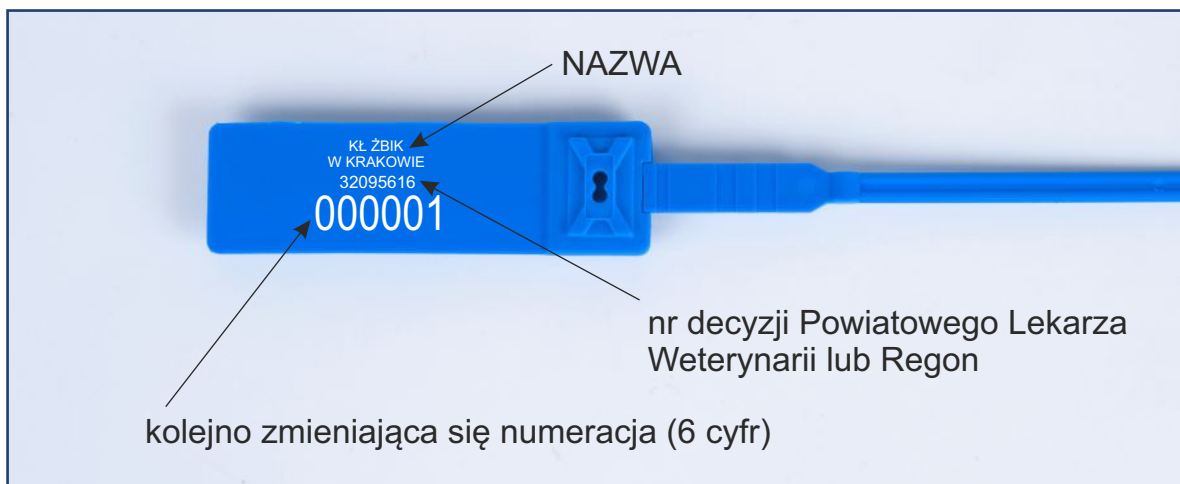 NAZWA
KŁ ŻBIK
W KRAKOWIE
32095616
000001
nr decyzji Powiatowego Lekarza
Weterynarii lub Regon
kolejno zmieniająca się numeracja (6 cyfr)